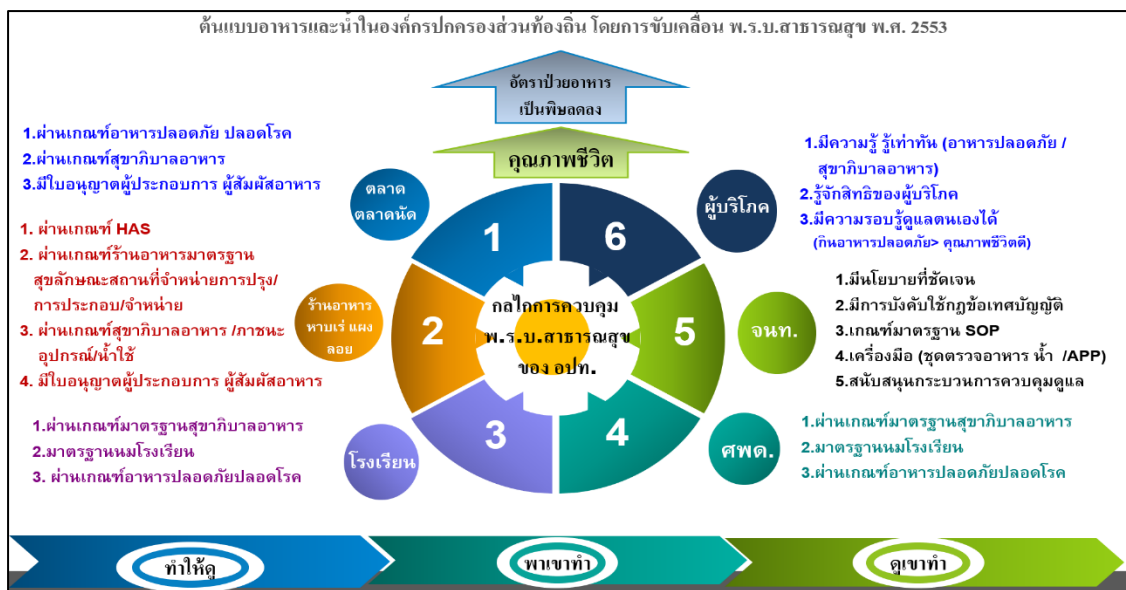 ต้นแบบอาหารและน้ำในองค์กรปกครองส่วนท้องถิ่น โดยการขับเคลื่อน พ.ร.บ.สาธารณสุข พ.ศ. 2553
อัตราป่วยอาหาร
เป็นพิษลดลง
คุณภาพชีวิต
1.ผ่านเกณฑ์อาหารปลอดภัย ปลอดโรค
2.ผ่านเกณฑ์สุขาภิบาลอาหาร
3.มีใบอนุญาตผู้ประกอบการ ผู้สัมผัสอาหาร
ตลาด
ตลาดนัด
1
1. ผ่านเกณฑ์ HAS
2. ผ่านเกณฑ์ร้านอาหารมาตรฐาน
สุขลักษณะสถานที่จำหน่ายการปรุง/
การประกอบ/จำหน่าย
3. ผ่านเกณฑ์สุขาภิบาลอาหาร /ภาชนะ
อุปกรณ์/น้ำใช้
4. มีใบอนุญาตผู้ประกอบการ ผู้สัมผัสอาหาร
ร้านอาหาร
หาบเร่ แผง
ลอย
2
1.ผ่านเกณฑ์มาตรฐานสุขาภิบาลอาหาร
2.มาตรฐานนมโรงเรียน
3. ผ่านเกณฑ์อาหารปลอดภัยปลอดโรค
โรงเรียน
3
กลไกการควบคุม
พ.ร.บ.สาธารณสุข
ของ อปท.
6
ผู้บริโภค
1.มีความรู้ รู้เท่าทัน (อาหารปลอดภัย /
สุขาภิบาลอาหาร)
2.รู้จักสิทธิของผู้บริโภค
3.มีความรอบรู้ดูแลตนเองได้
(กินอาหารปลอดภัย> คุณภาพชีวิตดี)
5
จนท.
1.มีนโยบายที่ชัดเจน
2.มีการบังคับใช้กฎข้อเทศบัญญัติ
3.เกณฑ์มาตรฐาน SOP
4.เครื่องมือ (ชุดตรวจอาหาร น้ำ /APP)
5.สนับสนุนกระบวนการควบคุมดูแล
4
ศพด.
1.ผ่านเกณฑ์มาตรฐานสุขาภิบาลอาหาร
2.มาตรฐานนมโรงเรียน
3.ผ่านเกณฑ์อาหารปลอดภัยปลอดโรค
ทำให้ดู
พาเขาทำ
ดูเขาทำ